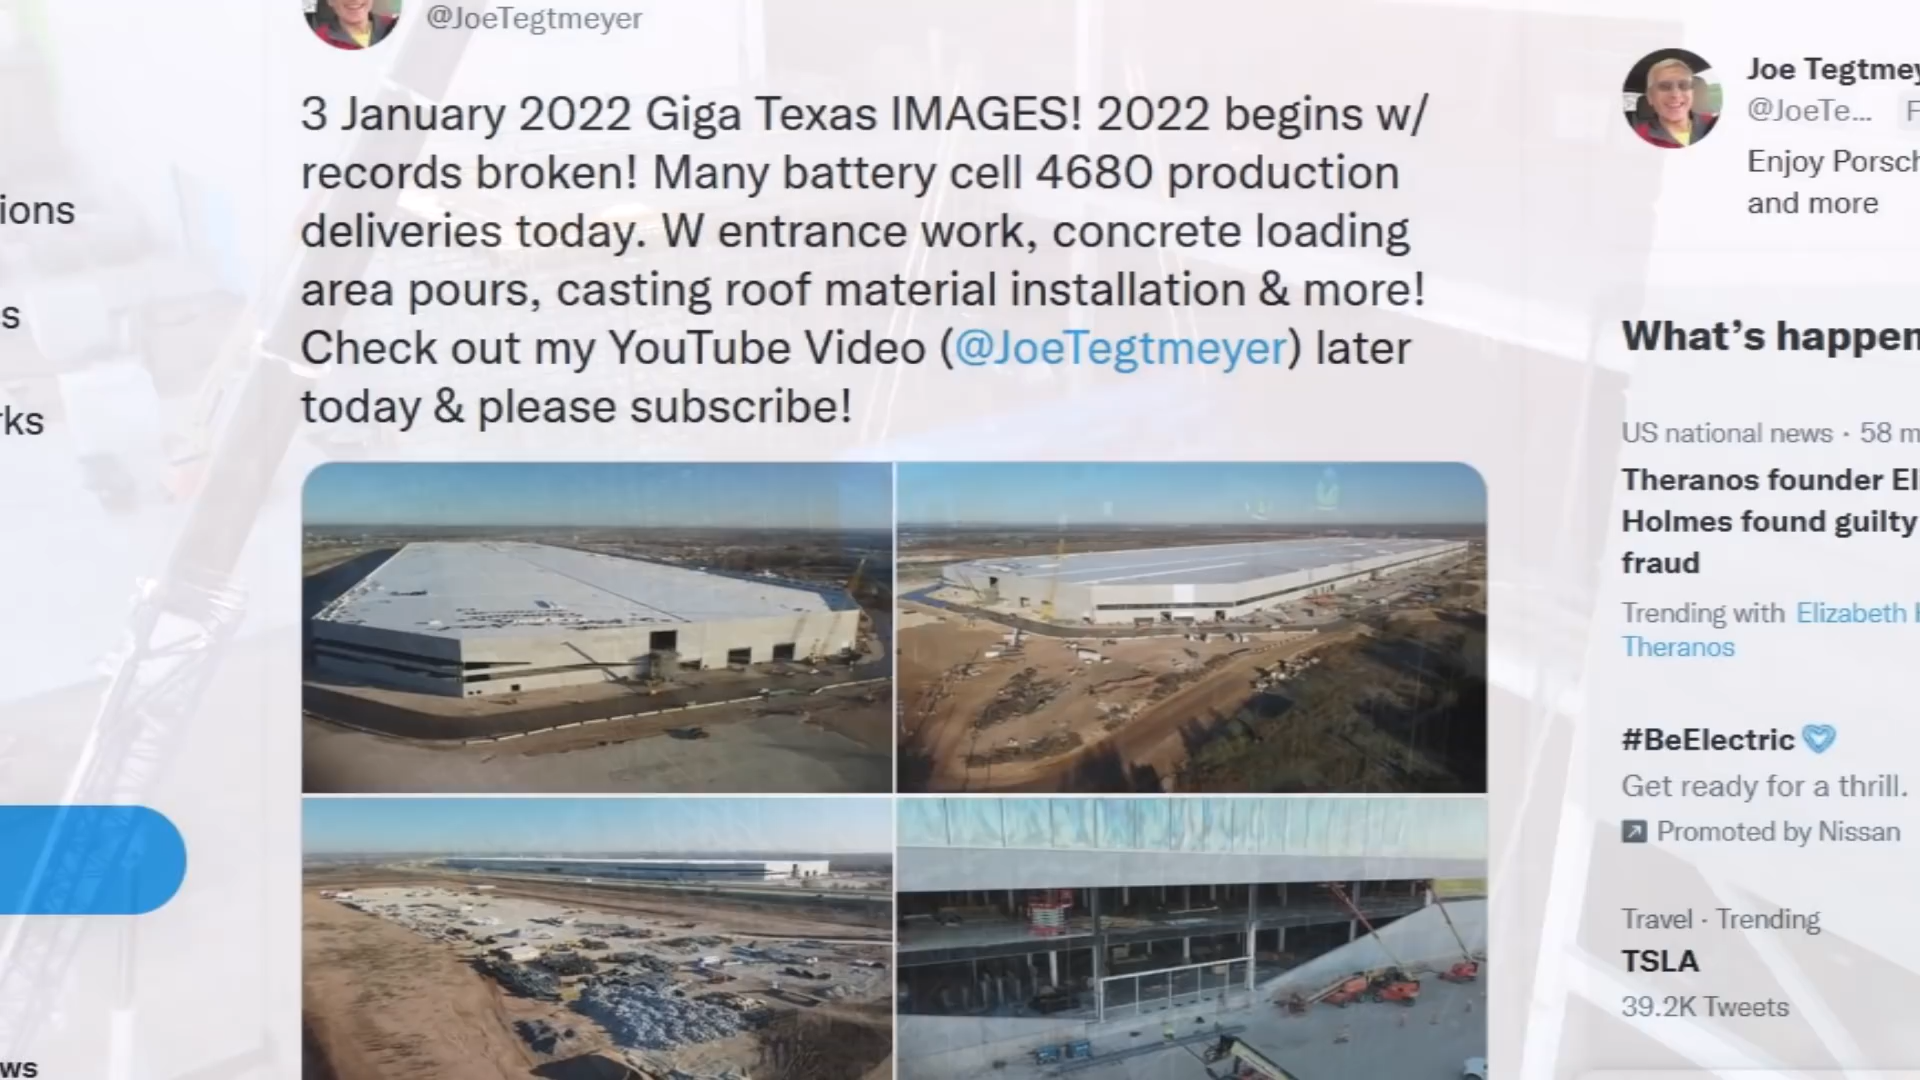 @JoeTegtmeyer
3 January 2022 Giga Texas IMAGES! 2022 begins w/
records broken! Many battery cell 4680 production
deliveries today. W entrance work, concrete loading
area pours, casting roof material installation & more!
Check out my YouTube Video (@JoeTegtmeyer) later
today & please subscribe!
ions
s
rks
ws
Joe Tegtmey
@JoeTe... F
Enjoy Porsch
and more
What's happen
US national news · 58 m
Theranos founder El
Holmes found guilty
fraud
Trending with Elizabeth H
Theranos
#BeElectric
Get ready for a thrill.
Promoted by Nissan
Travel · Trending
TSLA
39.2K Tweets